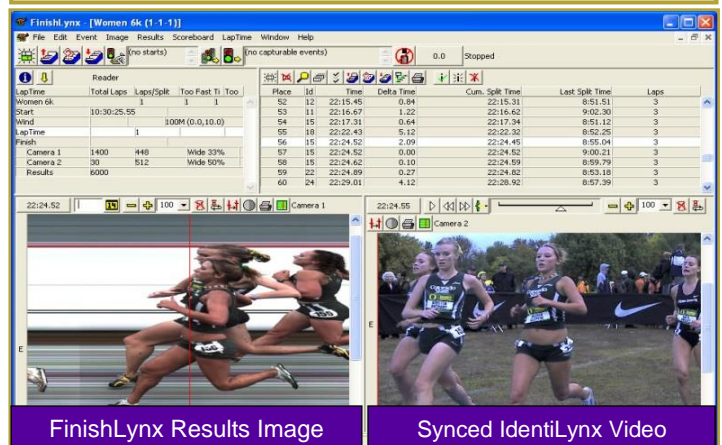 FinishLynx - [Women 6k (1-1-1)]
File Edit Event Image Results Scoreboard LapTime Window Help
(no starts) (no capturable events) 0.0 Stopped
Reader
LapTime Total Laps Laps/Split Too Fast Ti Too
Women 6k 1 1 1
Start 10:30:25.55
Wind 100M (0.0,10.0)
LapTime 1
Finish
Camera 1 1400 448 Wide 33%
Camera 2 30 512 Wide 50%
Results 6000
Place Id Time Delta Time Cum. Split Time Last Split Time Laps
52 12 22:15.45 0.84 22:15.31 8:51.51 3
53 11 22:16.67 1.22 22:16.62 9:02.30 3
54 15 22:17.31 0.64 22:17.34 8:51.12 3
55 18 22:22.43 5.12 22:22.32 8:52.25 3
56 15 22:24.52 2.09 22:24.45 8:55.04 3
57 15 22:24.52 0.00 22:24.52 9:00.21 3
58 15 22:24.62 0.10 22:24.59 8:59.79 3
59 22 22:24.89 0.27 22:24.82 8:53.18 3
60 24 22:29.01 4.12 22:28.92 8:57.39 3
22:24.52 100 Camera 1
22:24.55 100
Camera 2
E
E
Colorado
FinishLynx Results Image
Synced IdentiLynx Video